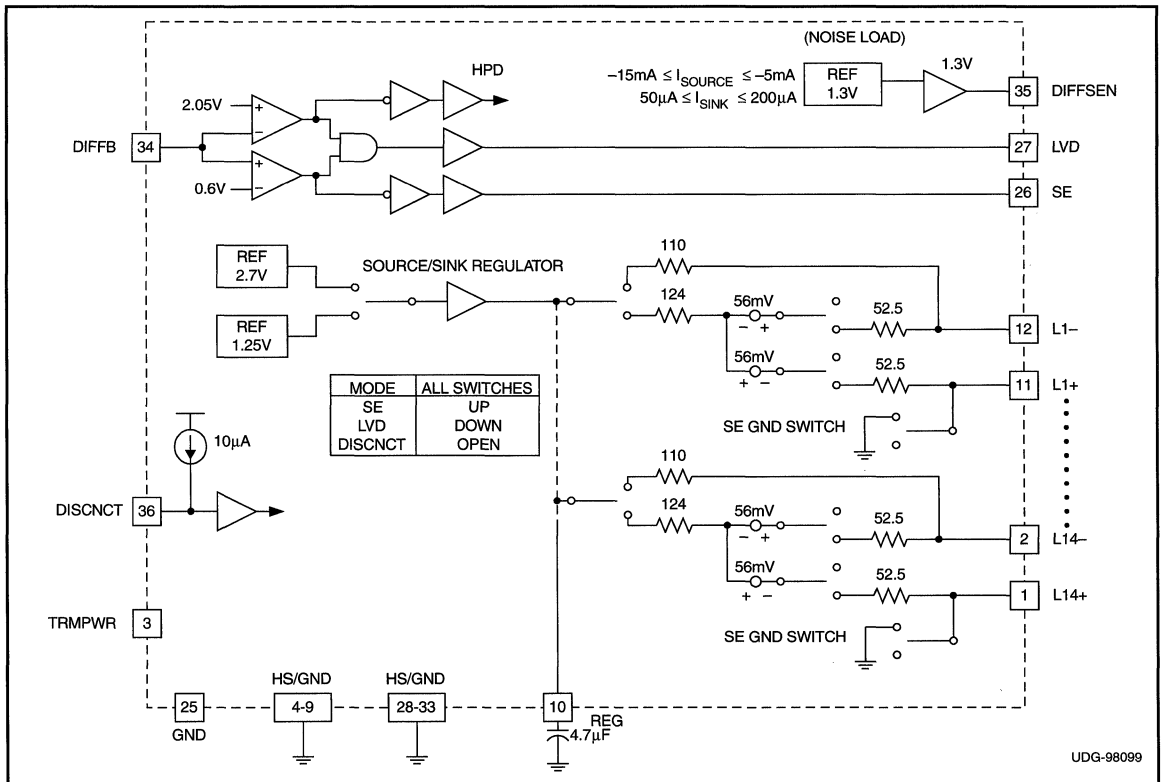 (NOISE LOAD)
HPD
–15mA ≤ ISOURCE ≤ –5mA
50µA ≤ ISINK ≤ 200µA
REF
1.3V
1.3V
35
DIFFSEN
2.05V
+
–
DIFFB
34
27
LVD
+
–
0.6V
26
SE
REF
2.7V
SOURCE/SINK REGULATOR
REF
1.25V
110
124
56mV
– +
52.5
12
L1–
56mV
+ –
52.5
11
L1+
SE GND SWITCH
MODE ALL SWITCHES
SE UP
LVD DOWN
DISCNCT OPEN
10µA
DISCNCT
36
110
124
56mV
– +
52.5
2
L14–
56mV
+ –
52.5
1
L14+
SE GND SWITCH
TRMPWR
3
HS/GND
HS/GND
25
4-9
28-33
10
GND
REG
4.7µF
UDG-98099